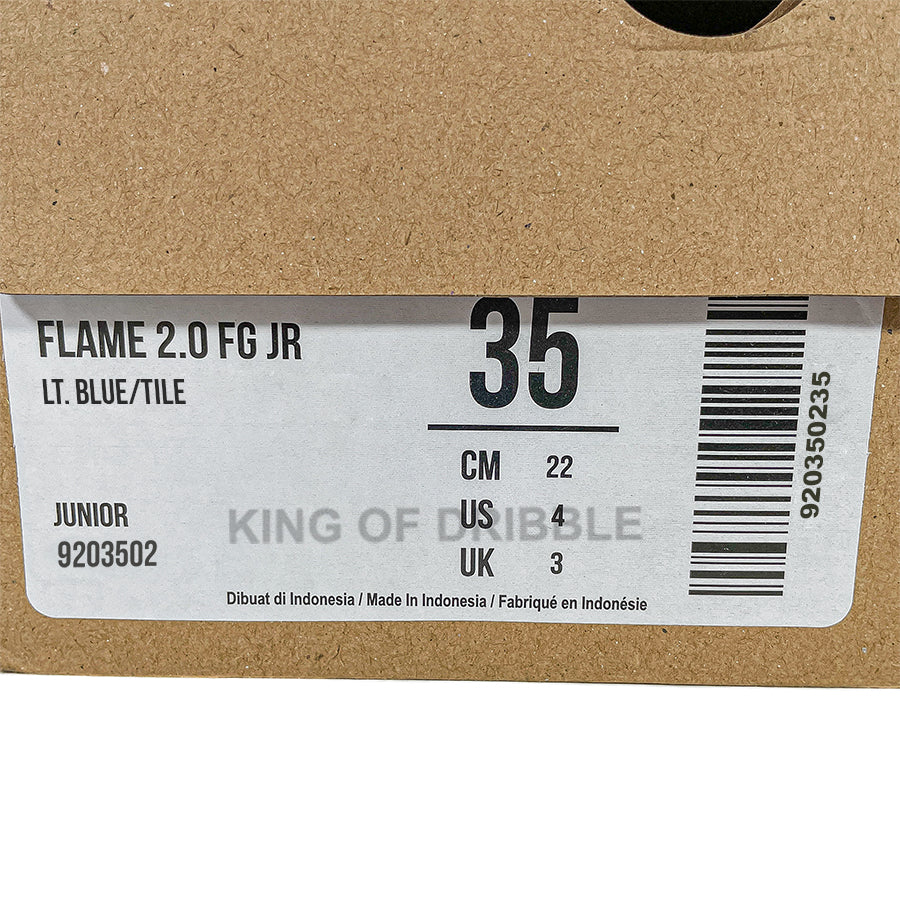 FLAME 2.0 FG JR
LT. BLUE/TILE
35
CM 22
US 4
UK 3
JUNIOR
9203502
KING OF DRIBBLE
Dibuat di Indonesia / Made In Indonesia / Fabriqué en Indonésie
920350235